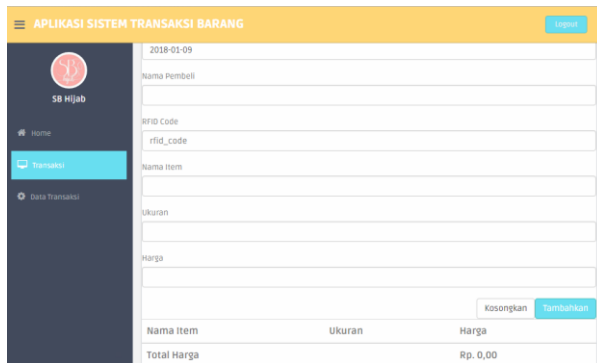 APLIKASI SISTEM TRANSAKSI BARANG
Logout
SB Hijab
Home
Transaksi
Data Transaksi
2018-01-09
Nama Pembeli
RFID Code
rfid_code
Nama Item
Ukuran
Harga
Kosongkan Tambahkan
Nama Item Ukuran Harga
Total Harga Rp. 0,00